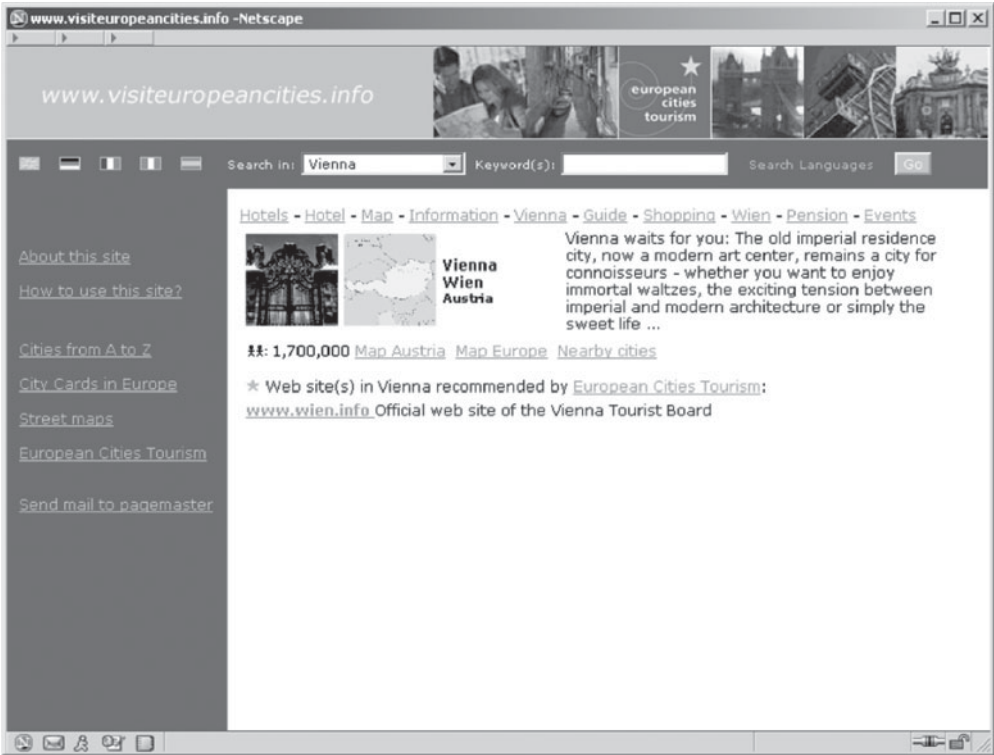 www.visiteuropeancities.info -Netscape
www.visiteuropeancities.info
european
cities
tourism
Search in: Vienna Keyword(s): Search Languages Go
Hotels - Hotel - Map - Information - Vienna - Guide - Shopping - Wien - Pension - Events
Vienna
Wien
Austria
Vienna waits for you: The old imperial residence
city, now a modern art center, remains a city for
connoisseurs - whether you want to enjoy
immortal waltzes, the exciting tension between
imperial and modern architecture or simply the
sweet life ...
: 1,700,000 Map Austria Map Europe Nearby cities
Web site(s) in Vienna recommended by European Cities Tourism:
www.wien.info Official web site of the Vienna Tourist Board
About this site
How to use this site?
Cities from A to Z
City Cards in Europe
Street maps
European Cities Tourism
Send mail to pagemaster